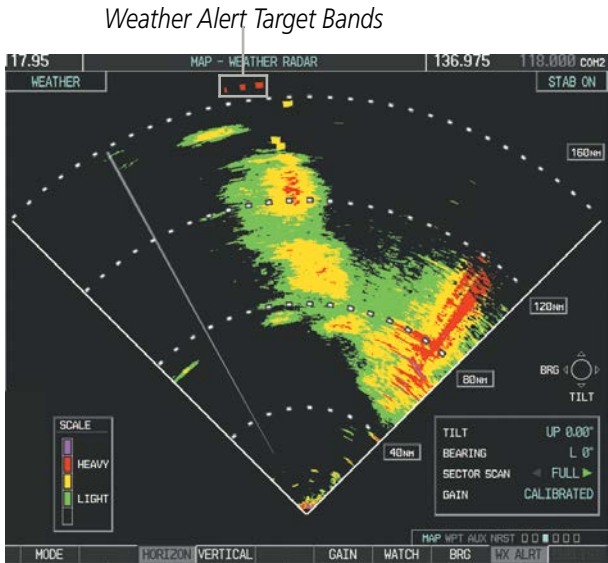 Weather Alert Target Bands
17.95 MAP - WEATHER RADAR 136.975 118.000 COM2
WEATHER STAB ON
160NM
120NM
BRG
TILT
80NM
40NM
SCALE
HEAVY
LIGHT
TILT UP 0.00°
BEARING L 0°
SECTOR SCAN FULL
GAIN CALIBRATED
MAP WPT AUX NRST
MODE HORIZON VERTICAL GAIN WATCH BRG WX ALRT